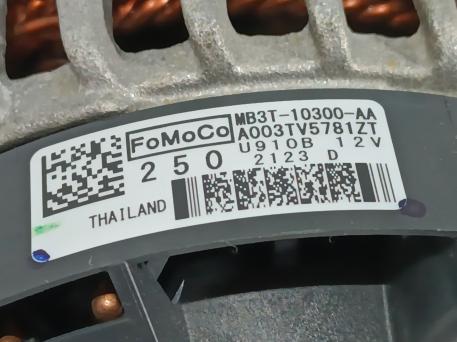 FoMoCo
MB3T-10300-AA
A003TV5781ZT
250
U910B 12V
2123 D
THAILAND